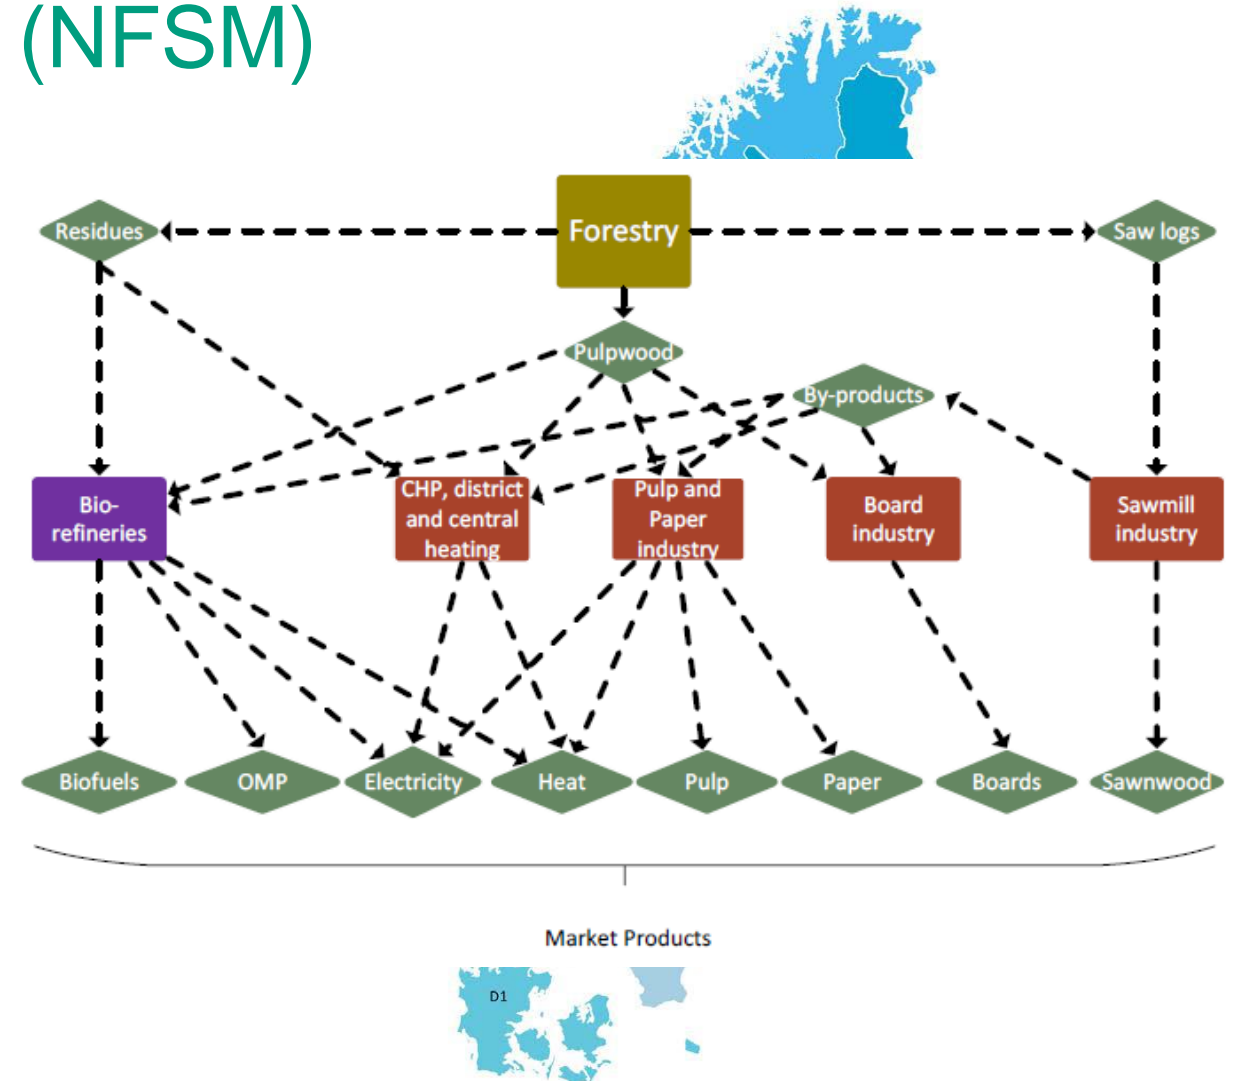 (NFSM)
Residues
Forestry
Saw logs
Pulpwood
By-products
Bio-
refineries
CHP, district
and central
heating
Pulp and
Paper
industry
Board
industry
Sawmill
industry
Biofuels
OMP
Electricity
Heat
Pulp
Paper
Boards
Sawnwood
Market Products
D1